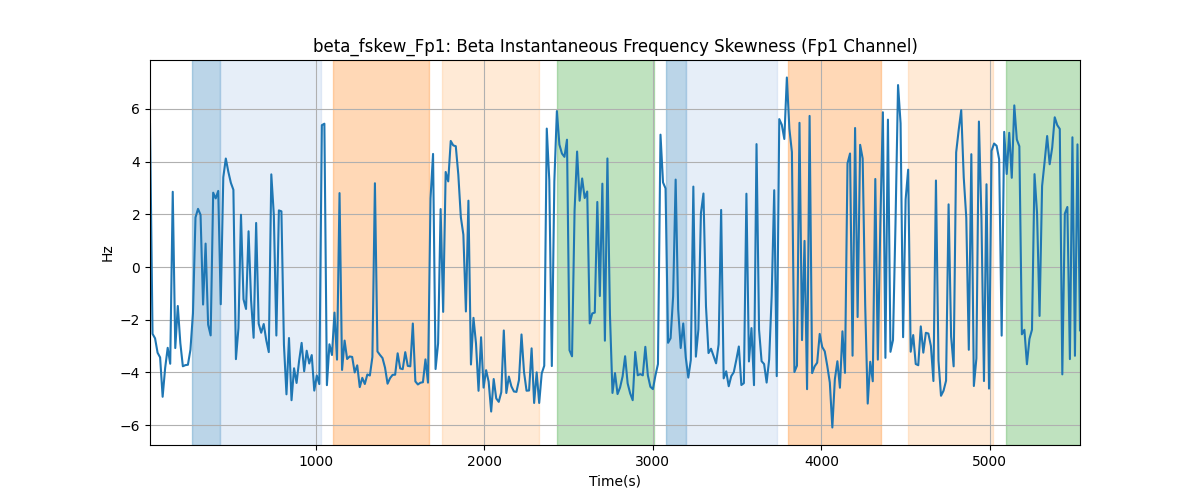 beta_fskew_Fp1: Beta Instantaneous Frequency Skewness (Fp1 Channel)
Hz
6
4
2
0
−2
−4
−6
1000 2000 3000 4000 5000
Time(s)